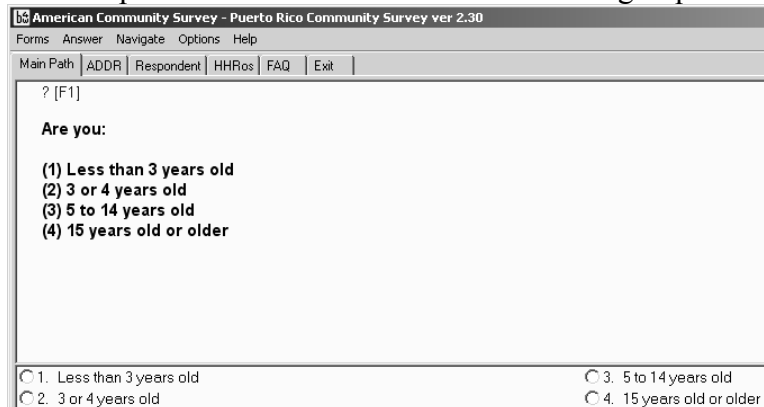 American Community Survey - Puerto Rico Community Survey ver 2.30
Forms Answer Navigate Options Help
Main Path ADDR Respondent HHRos FAQ Exit
? [F1]
Are you:
(1) Less than 3 years old
(2) 3 or 4 years old
(3) 5 to 14 years old
(4) 15 years old or older
1. Less than 3 years old
2. 3 or 4 years old
3. 5 to 14 years old
4. 15 years old or older